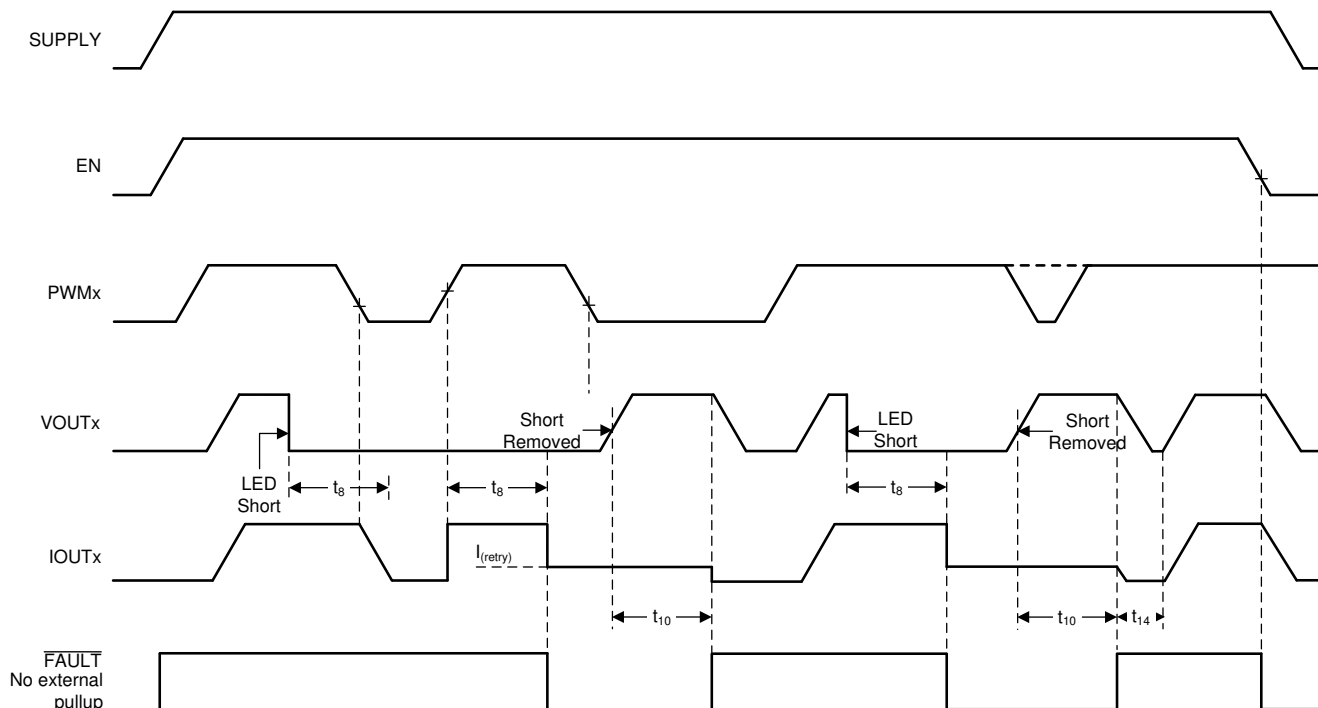 SUPPLY
EN
PWMx
VOUTx
LED
Short
t8
t8
Short
Removed
LED
Short
t8
Short
Removed
IOUTx
I(retry)
t10
t10
t14
FAULT
No external
pullup